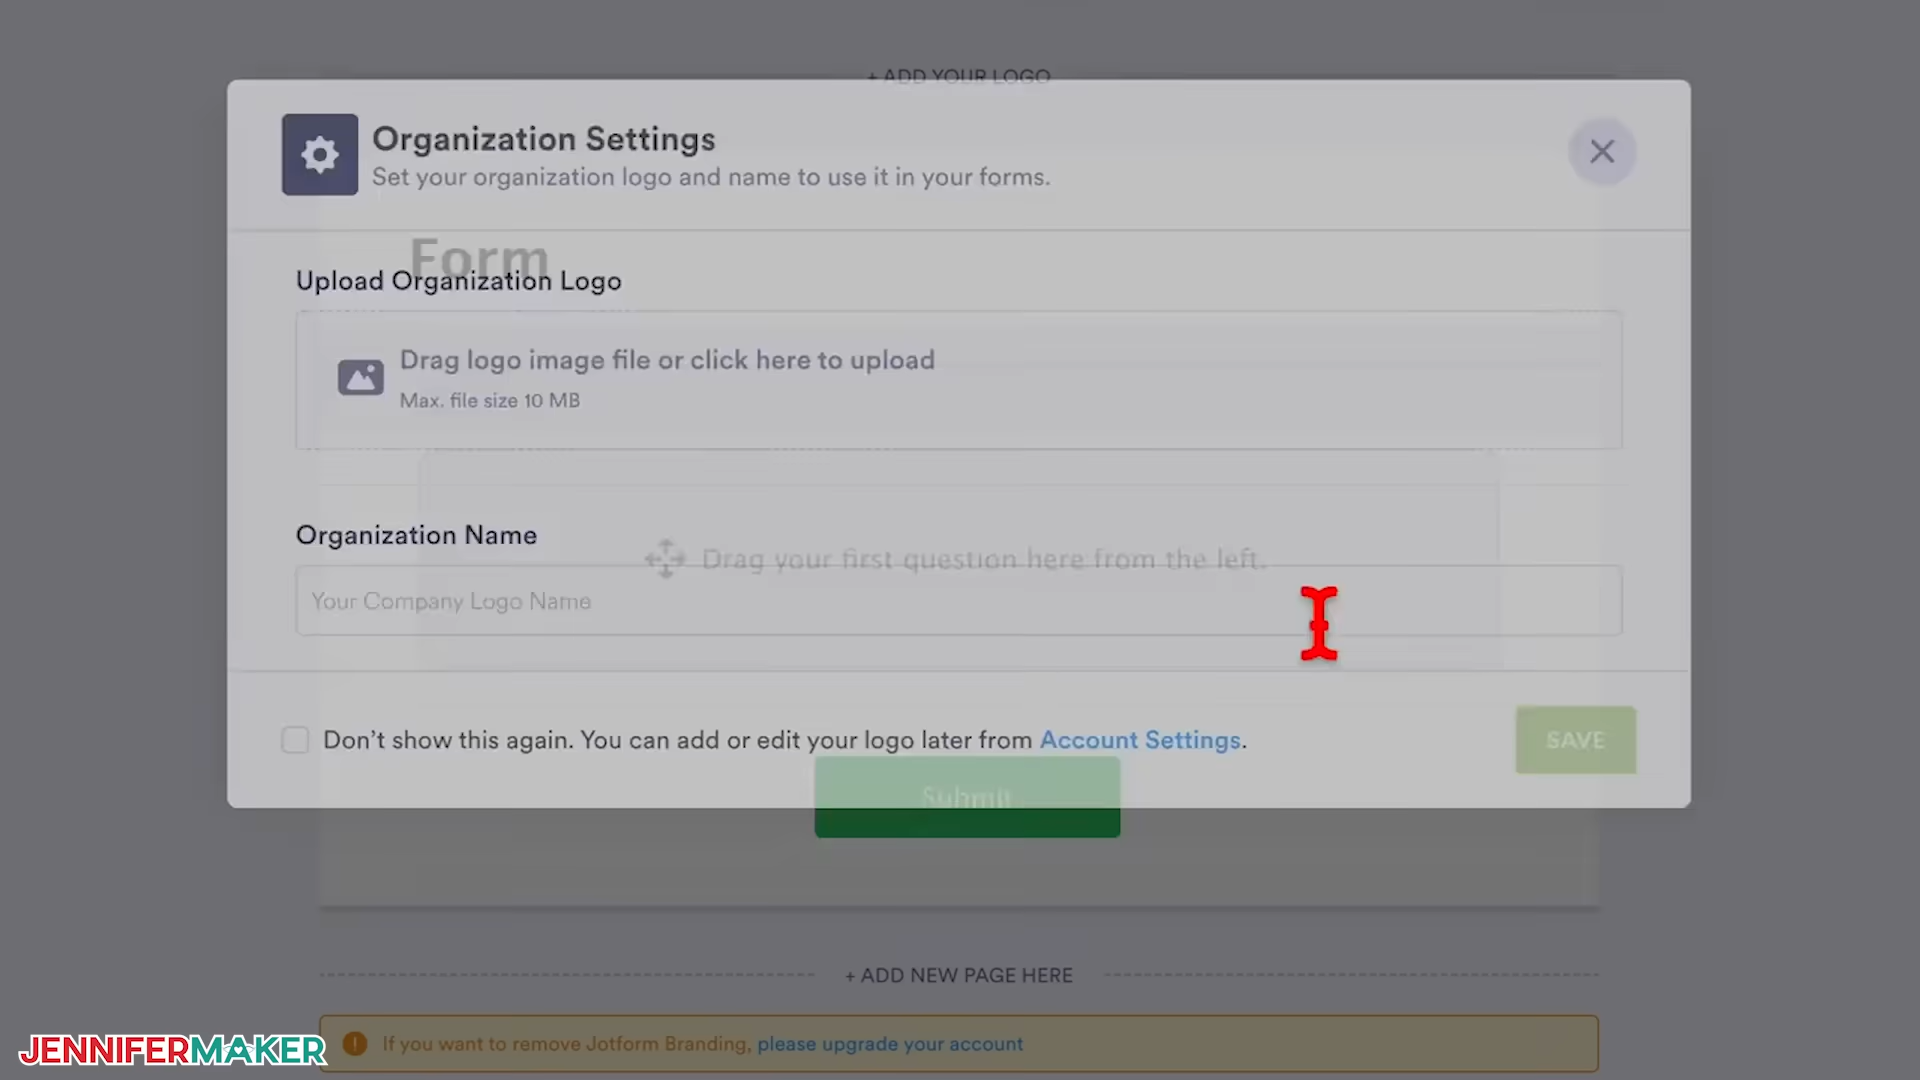 + ADD YOUR LOGO
Organization Settings
Set your organization logo and name to use it in your forms.
Form
Upload Organization Logo
Drag logo image file or click here to upload
Max. file size 10 MB
Organization Name
Drag your first question here from the left.
Your Company Logo Name
Don't show this again. You can add or edit your logo later from Account Settings.
SAVE
Submit
+ ADD NEW PAGE HERE
If you want to remove Jotform Branding, please upgrade your account
JENNIFERMAKER